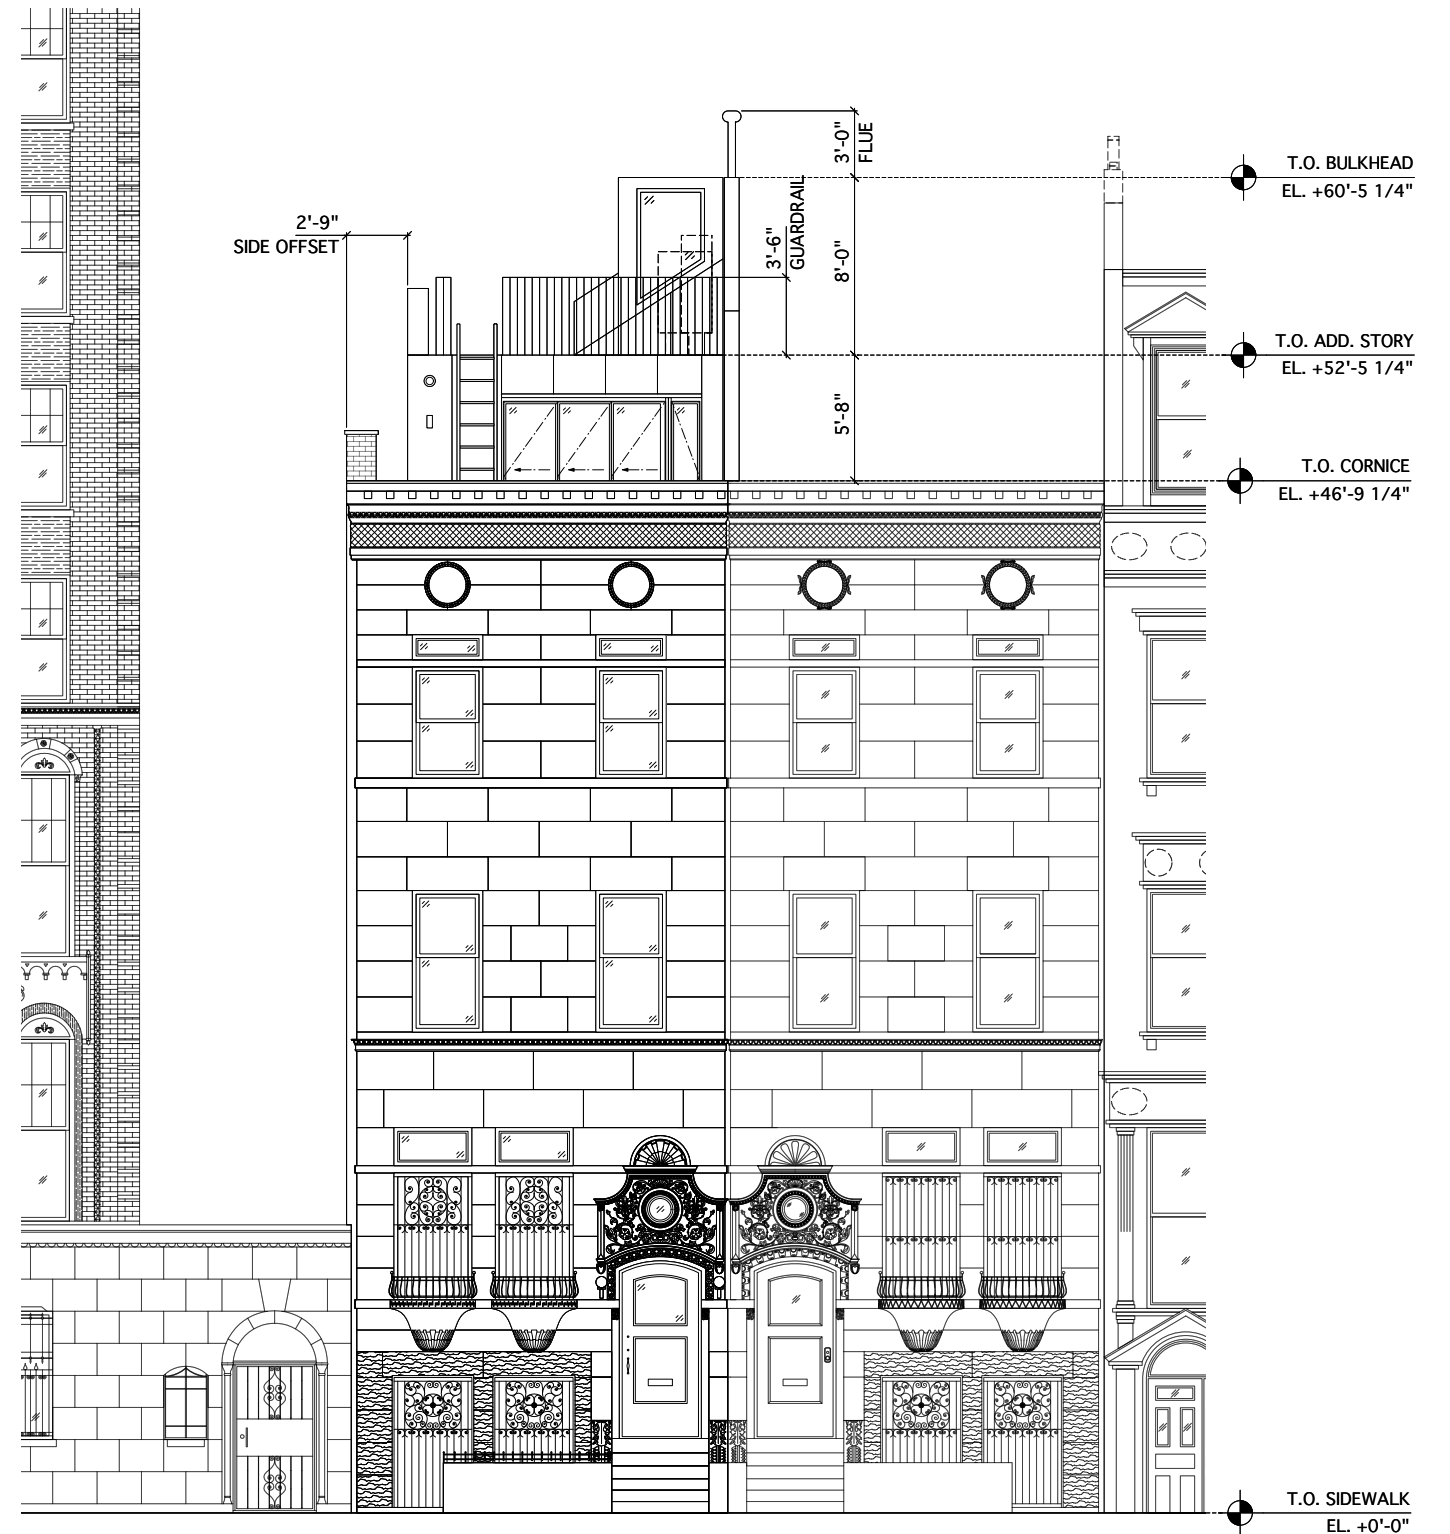 3'-0"
FLUE
T.O. BULKHEAD
EL. +60'-5 1/4"
2'-9"
SIDE OFFSET
3'-6"
GUARDRAIL
8'-0"
T.O. ADD. STORY
EL. +52'-5 1/4"
5'-8"
T.O. CORNICE
EL. +46'-9 1/4"
T.O. SIDEWALK
EL. +0'-0"